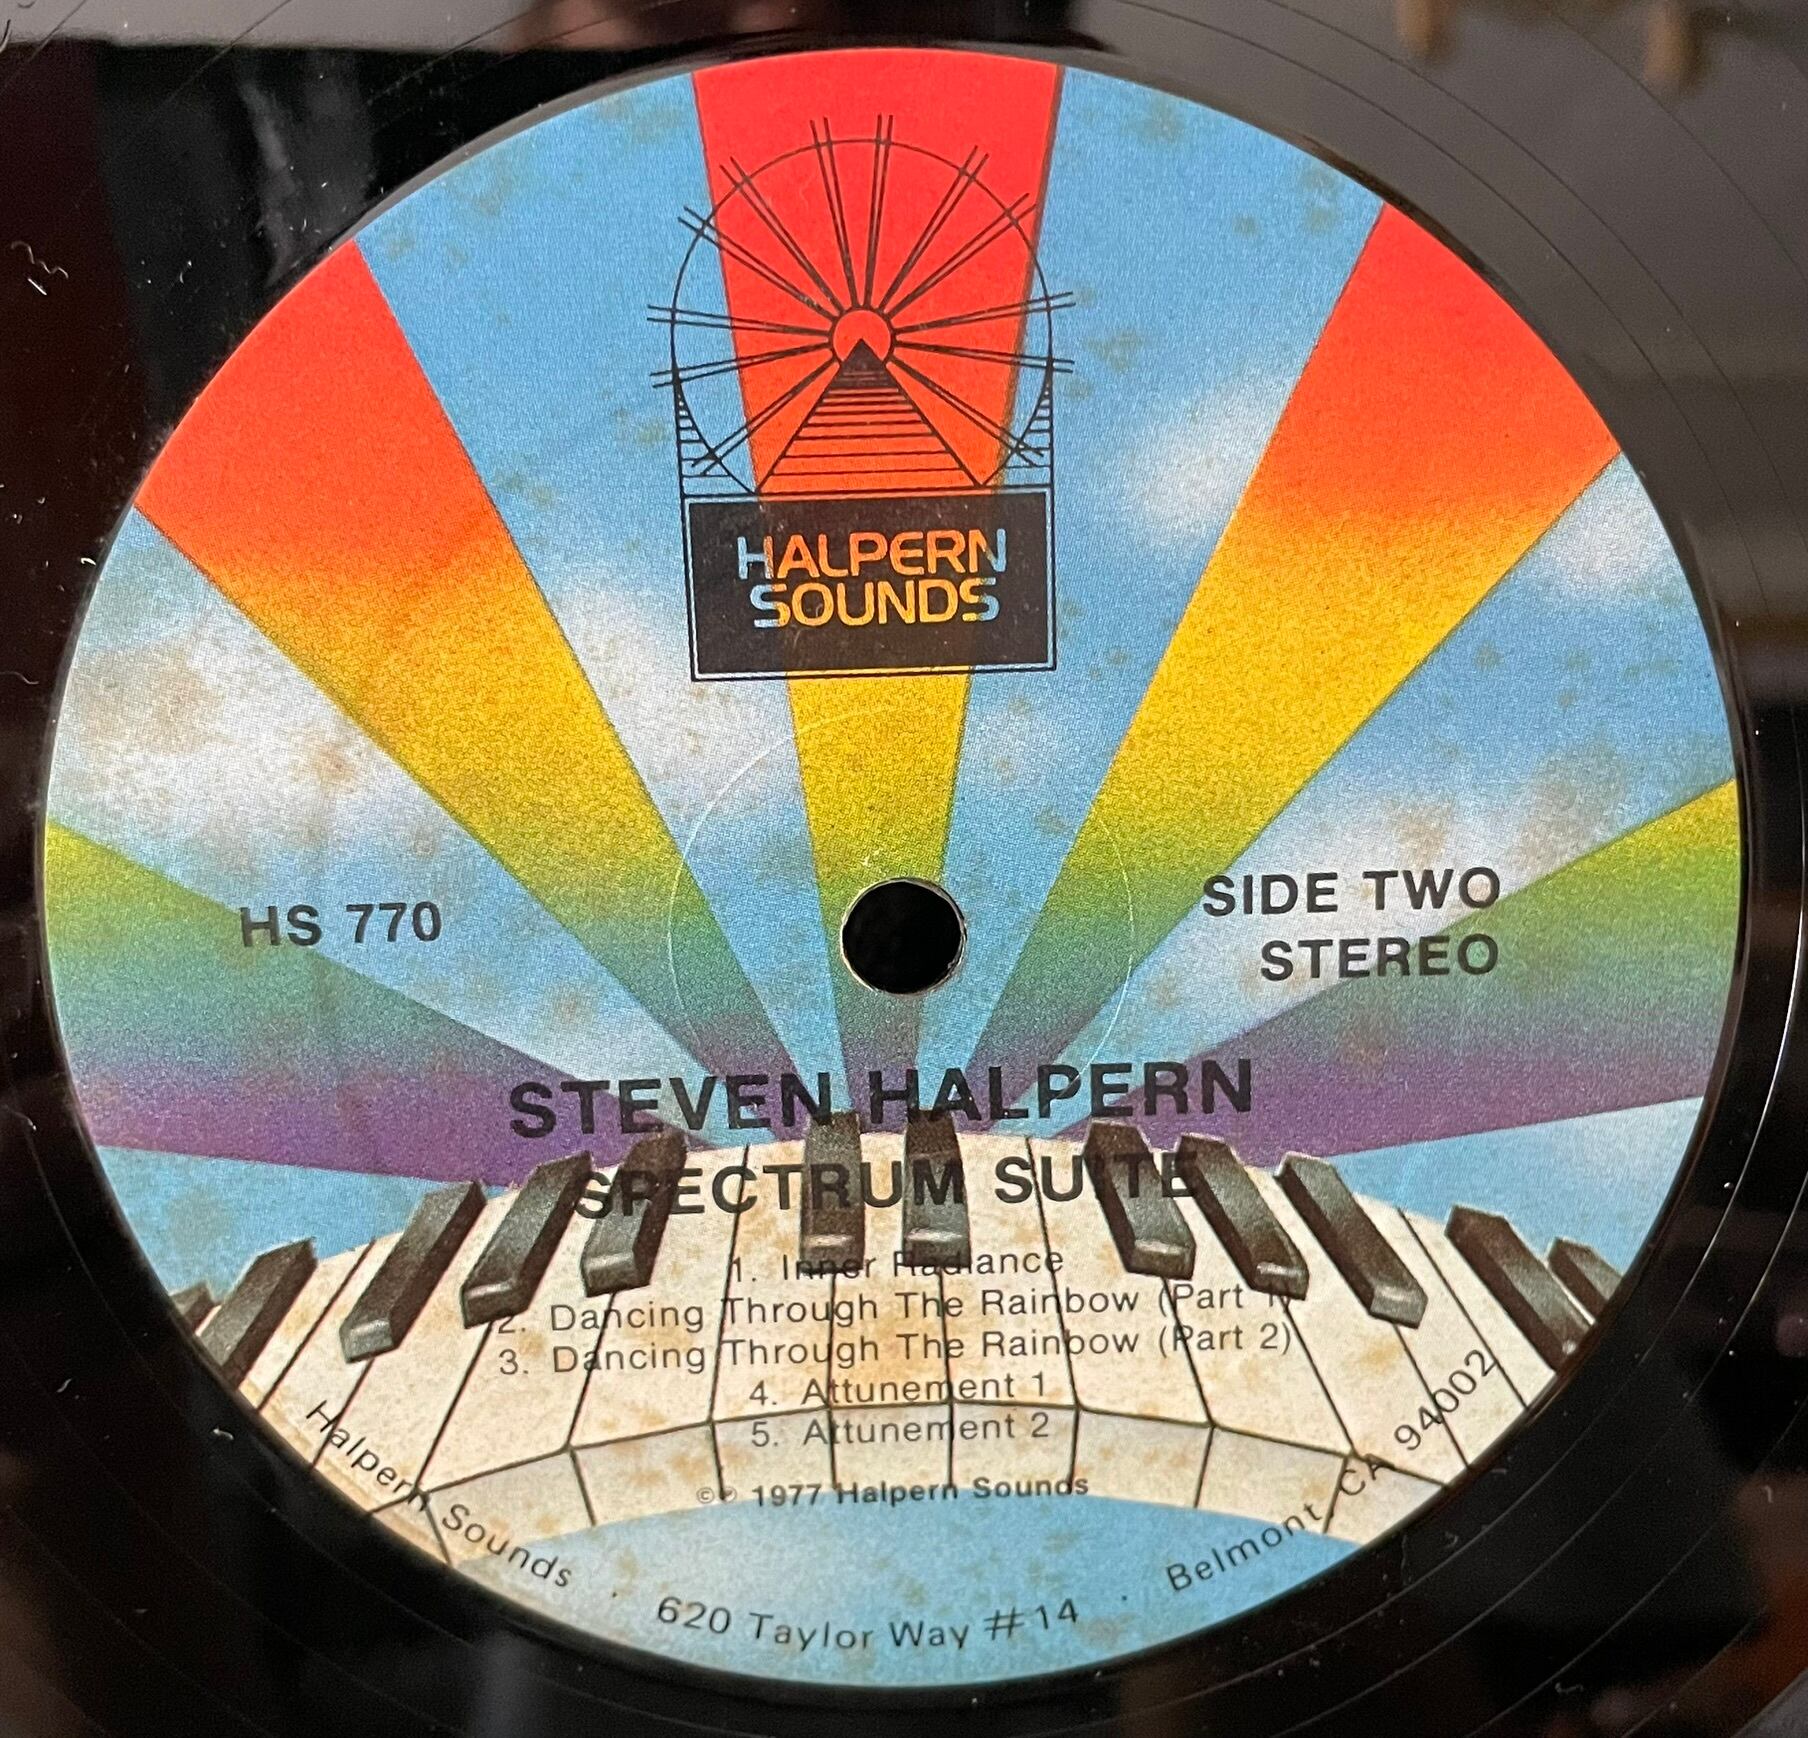 HALPERN
SOUNDS
HS 770
SIDE TWO
STEREO
STEVEN HALPERN
SPECTRUM SUITE
1. Inner Radiance
2. Dancing Through The Rainbow (Part 1)
3. Dancing Through The Rainbow (Part 2)
4. Attunement 1
5. Attunement 2
©℗ 1977 Halpern Sounds
Halpern Sounds · 620 Taylor Way #14 · Belmont, CA 94002